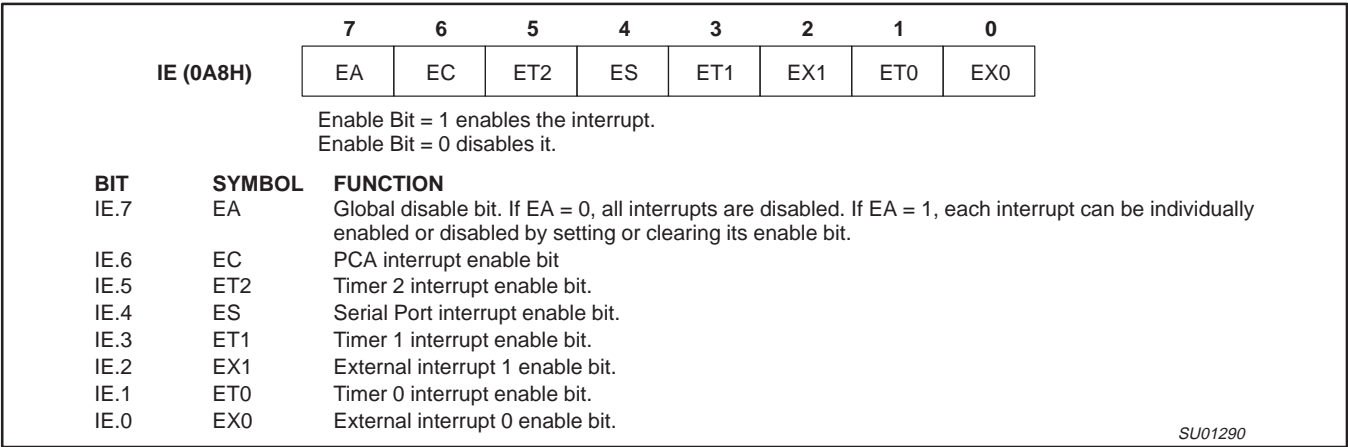 7 6 5 4 3 2 1 0
IE (0A8H) EA EC ET2 ES ET1 EX1 ET0 EX0
Enable Bit = 1 enables the interrupt.
Enable Bit = 0 disables it.
BIT SYMBOL FUNCTION
IE.7 EA Global disable bit. If EA = 0, all interrupts are disabled. If EA = 1, each interrupt can be individually
enabled or disabled by setting or clearing its enable bit.
IE.6 EC PCA interrupt enable bit
IE.5 ET2 Timer 2 interrupt enable bit.
IE.4 ES Serial Port interrupt enable bit.
IE.3 ET1 Timer 1 interrupt enable bit.
IE.2 EX1 External interrupt 1 enable bit.
IE.1 ET0 Timer 0 interrupt enable bit.
IE.0 EX0 External interrupt 0 enable bit.
SU01290